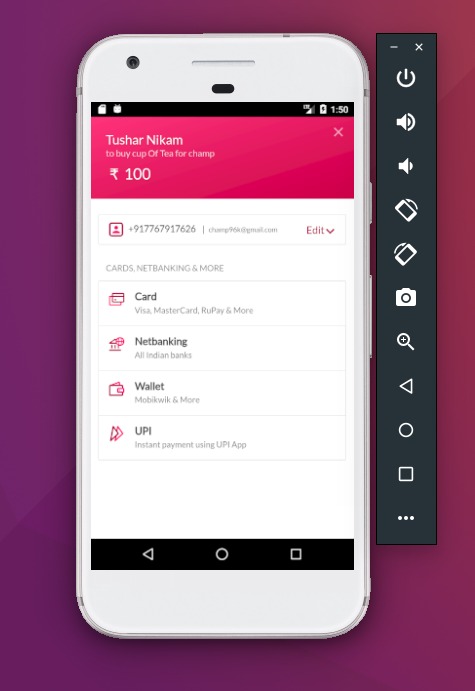 1:50
Tushar Nikam
to buy cup Of Tea for champ
₹ 100
+917767917626 | champ96k@gmail.com Edit
CARDS, NETBANKING & MORE
Card
Visa, MasterCard, RuPay & More
Netbanking
All Indian banks
Wallet
Mobikwik & More
UPI
Instant payment using UPI App